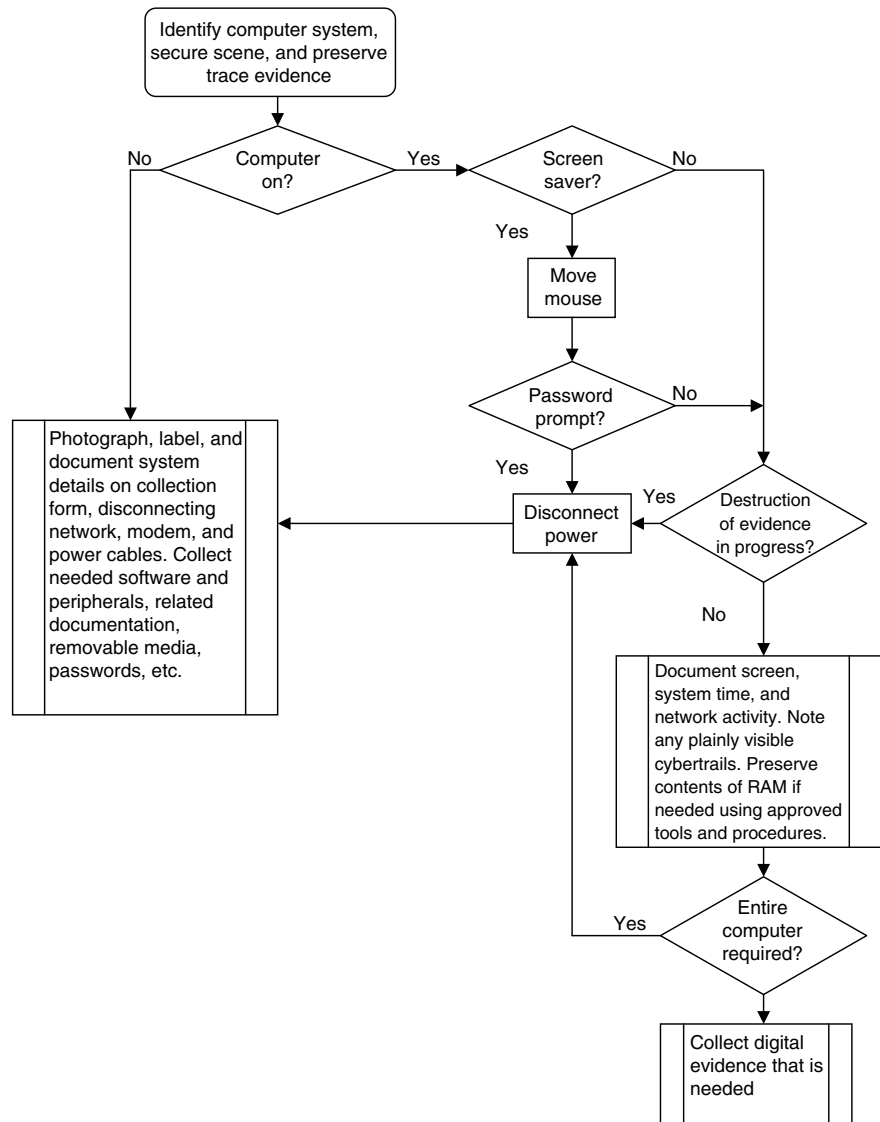 Identify computer system,
secure scene, and preserve
trace evidence
No
Computer
on?
Yes
Screen
saver?
No
Yes
Move
mouse
Password
prompt?
No
Yes
Photograph, label, and
document system
details on collection
form, disconnecting
network, modem, and
power cables. Collect
needed software and
peripherals, related
documentation,
removable media,
passwords, etc.
Disconnect
power
Yes
Destruction
of evidence
in progress?
No
Document screen,
system time, and
network activity. Note
any plainly visible
cybertrails. Preserve
contents of RAM if
needed using approved
tools and procedures.
Yes
Entire
computer
required?
Collect digital
evidence that is
needed